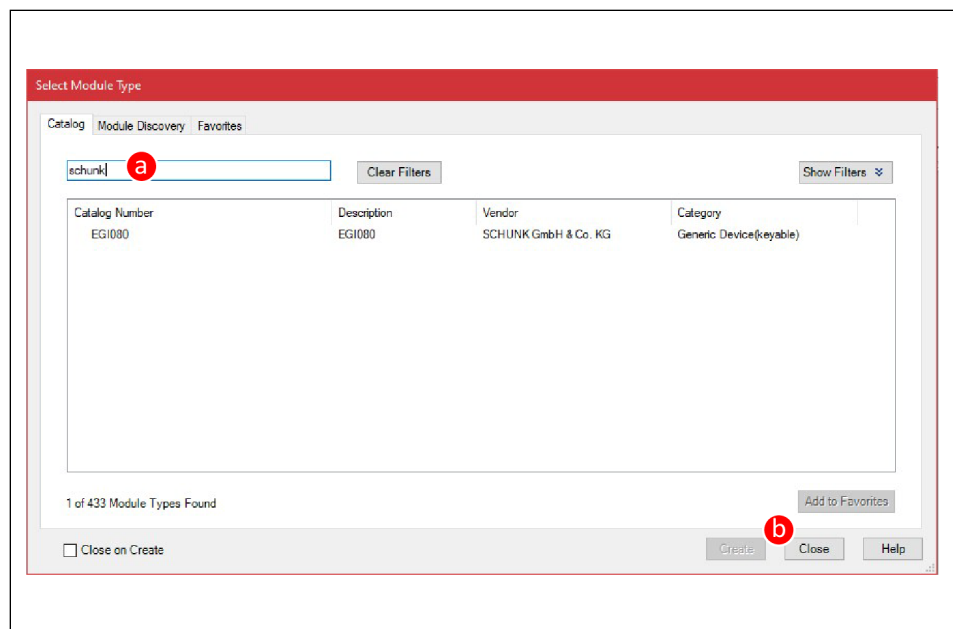 Select Module Type
Catalog Module Discovery Favorites
schunk a Clear Filters Show Filters
Catalog Number Description Vendor Category
EGI080 EGI080 SCHUNK GmbH & Co. KG Generic Device(keyable)
1 of 433 Module Types Found Add to Favorites
b
Close on Create Create Close Help